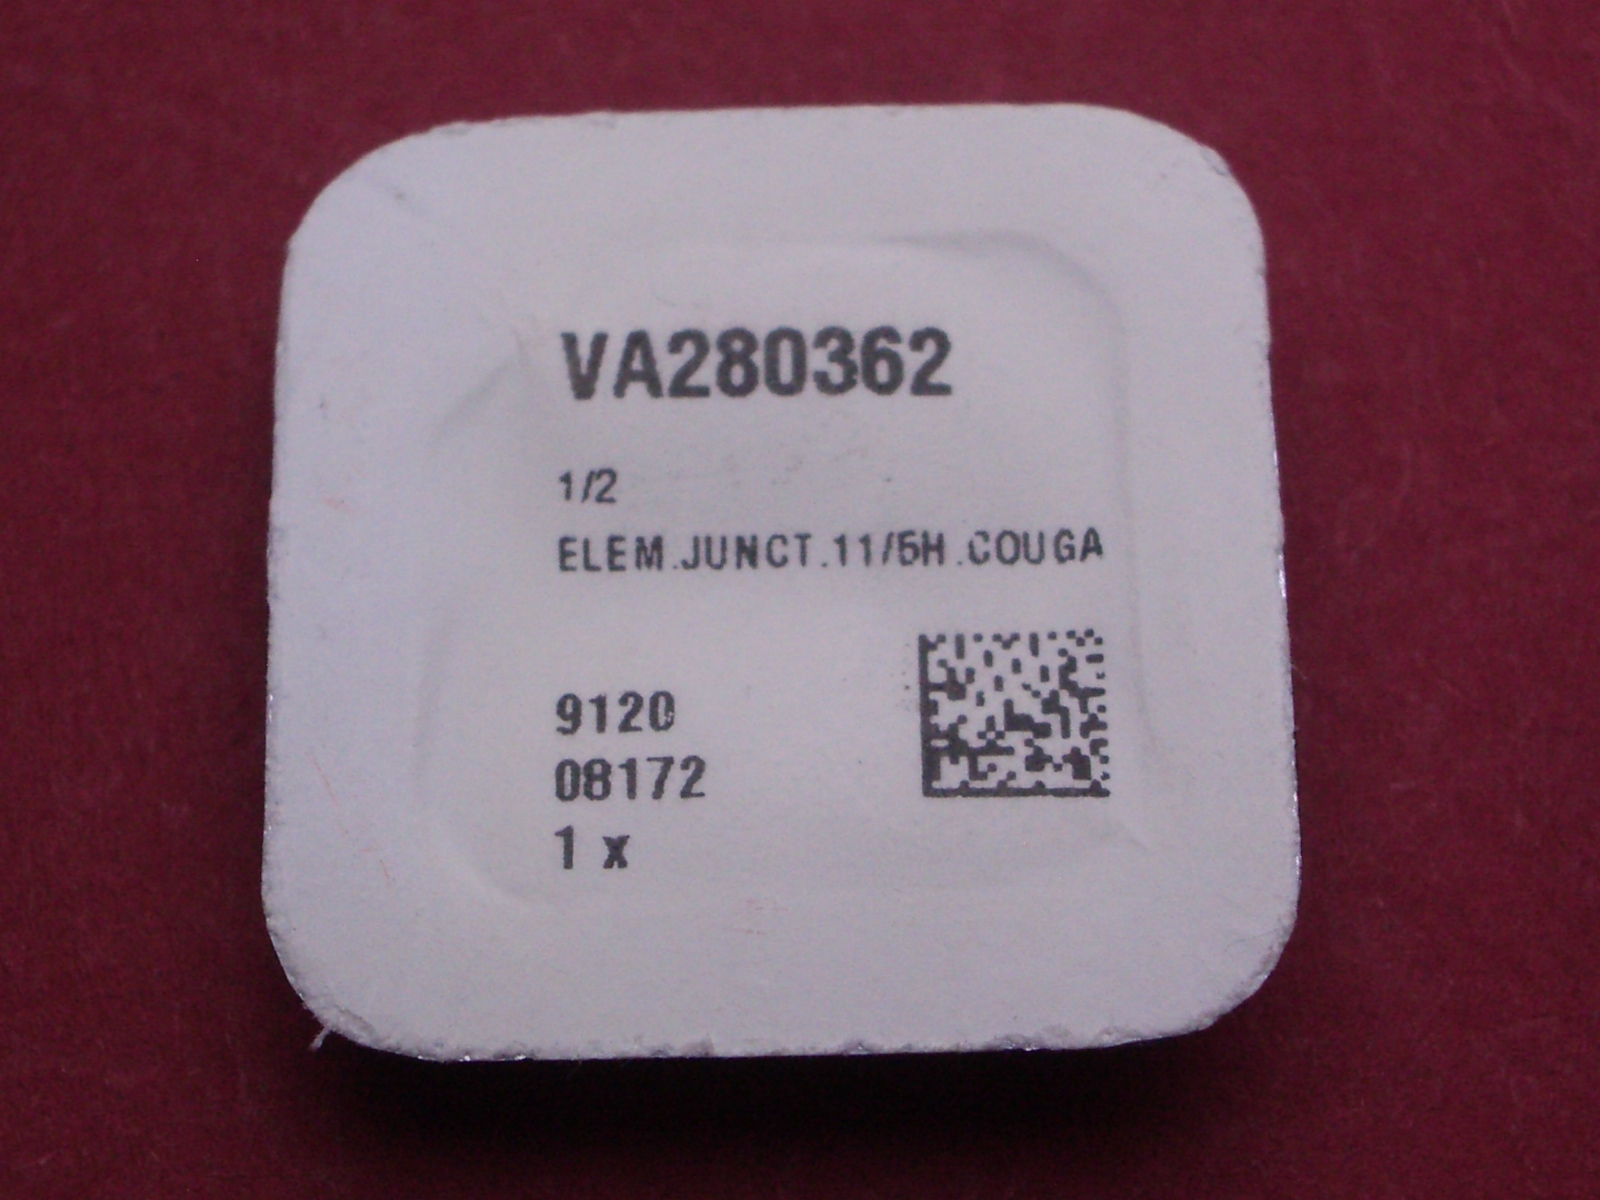 VA280362
1/2
ELEM.JUNCT.11/5H.COUGA
9120
08172
1 x